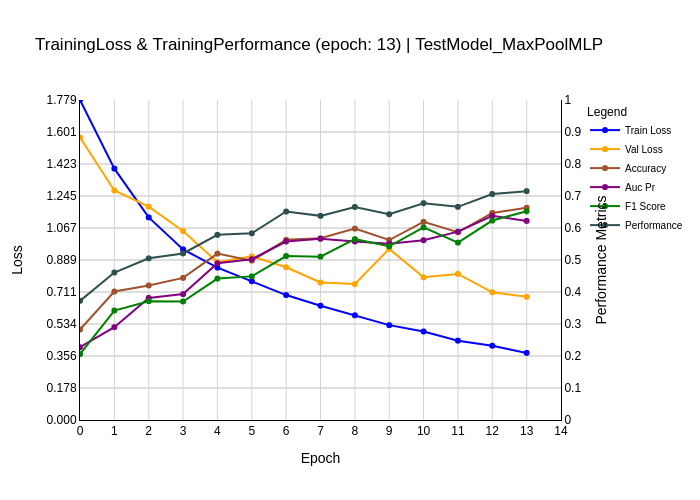 TrainingLoss & TrainingPerformance (epoch: 13) | TestModel_MaxPoolMLP
Loss
1.779
1.601
1.423
1.245
1.067
0.889
0.711
0.534
0.356
0.178
0.000
0 1 2 3 4 5 6 7 8 9 10 11 12 13 14
Epoch
1
0.9
0.8
0.7
0.6
0.5
0.4
0.3
0.2
0.1
0
Performance Metrics
Legend
Train Loss
Val Loss
Accuracy
Auc Pr
F1 Score
Performance